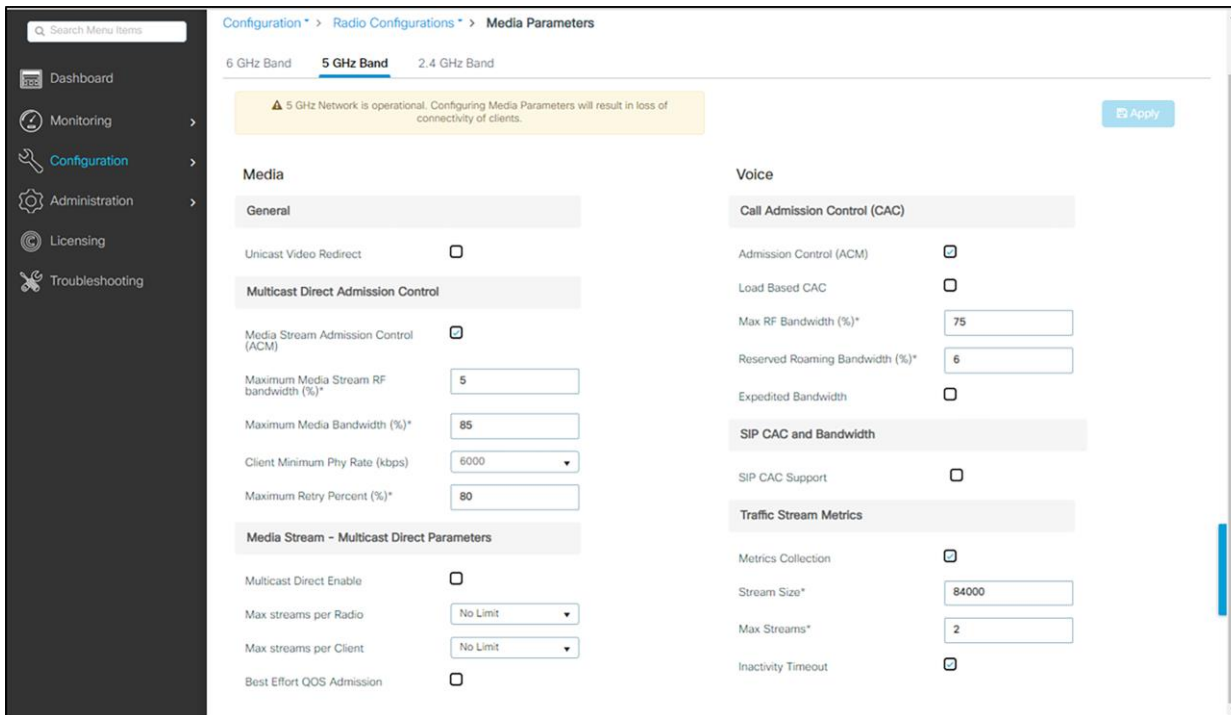 Search Menu Items
Dashboard
Monitoring
Configuration
Administration
Licensing
Troubleshooting
Configuration * > Radio Configurations * > Media Parameters
6 GHz Band 5 GHz Band 2.4 GHz Band
5 GHz Network is operational. Configuring Media Parameters will result in loss of
connectivity of clients.
Apply
Media
General
Unicast Video Redirect
Multicast Direct Admission Control
Media Stream Admission Control
(ACM)
Maximum Media Stream RF
bandwidth (%)*
5
Maximum Media Bandwidth (%)* 85
Client Minimum Phy Rate (kbps) 6000
Maximum Retry Percent (%)* 80
Media Stream - Multicast Direct Parameters
Multicast Direct Enable
Max streams per Radio No Limit
Max streams per Client No Limit
Best Effort QOS Admission
Voice
Call Admission Control (CAC)
Admission Control (ACM)
Load Based CAC
Max RF Bandwidth (%)* 75
Reserved Roaming Bandwidth (%)* 6
Expedited Bandwidth
SIP CAC and Bandwidth
SIP CAC Support
Traffic Stream Metrics
Metrics Collection
Stream Size* 84000
Max Streams* 2
Inactivity Timeout